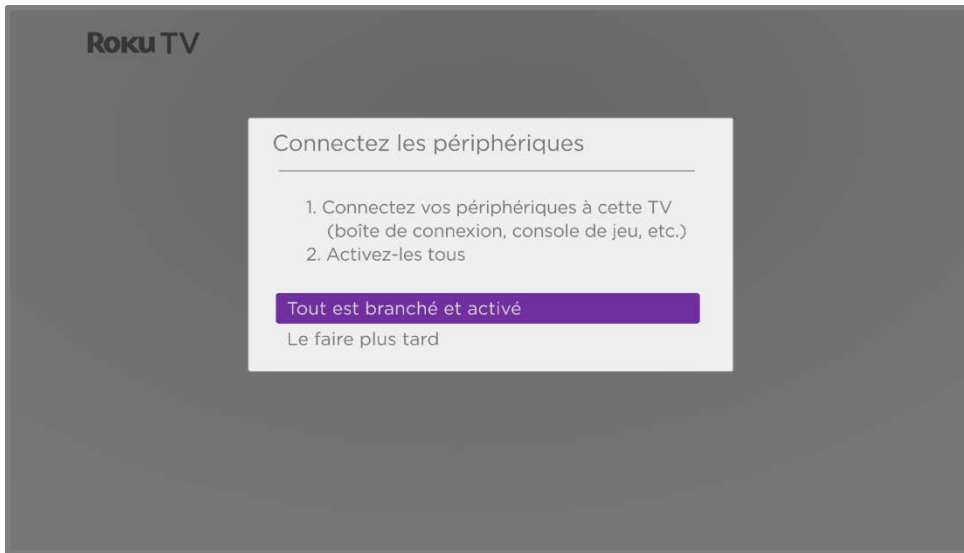 Roku TV
Connectez les périphériques
1. Connectez vos périphériques à cette TV
(boîte de connexion, console de jeu, etc.)
2. Activez-les tous
Tout est branché et activé
Le faire plus tard